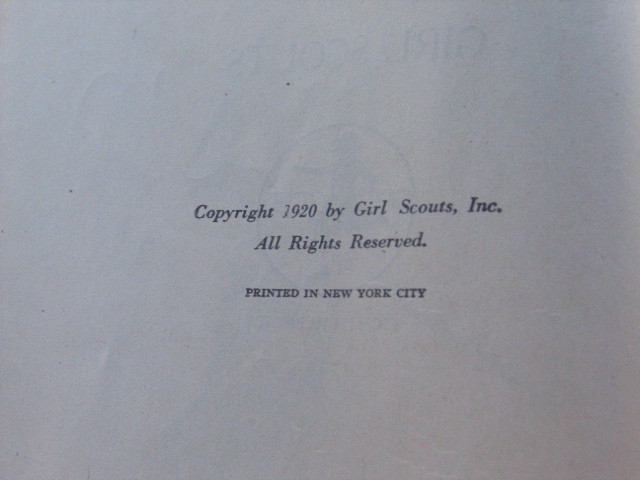 Copyright 1920 by Girl Scouts, Inc.
All Rights Reserved.
PRINTED IN NEW YORK CITY